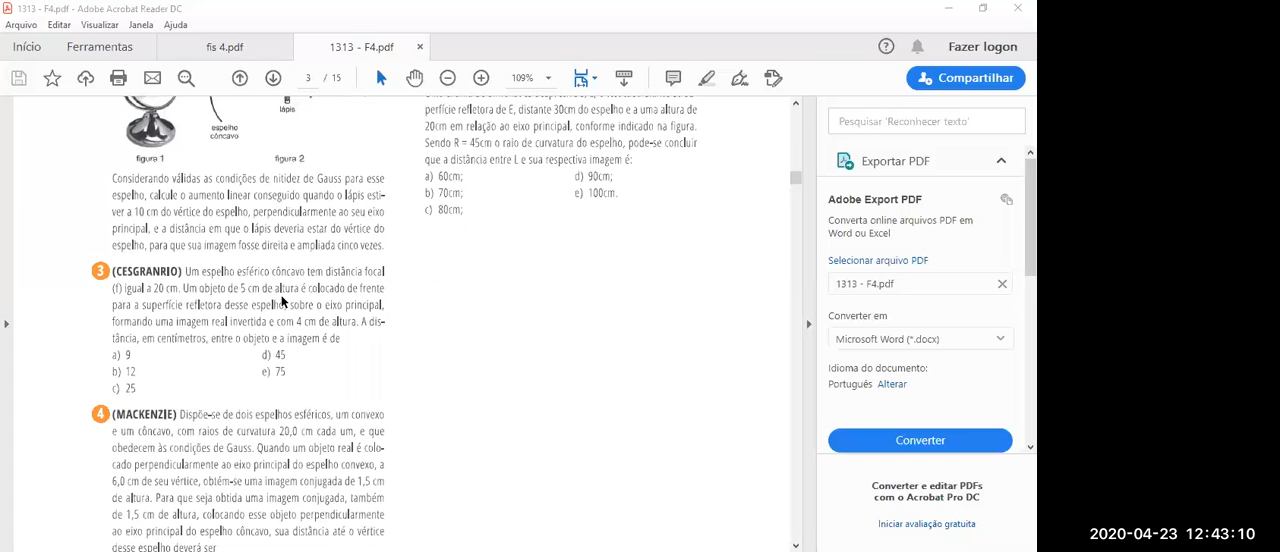 1313 - F4.pdf - Adobe Acrobat Reader DC
Arquivo Editar Visualizar Janela Ajuda
Início Ferramentas fis 4.pdf 1313 - F4.pdf × Fazer logon
3 / 15 109% Compartilhar
lápis
espelho
côncavo
figura 1 figura 2
Considerando válidas as condições de nitidez de Gauss para esse
espelho, calcule o aumento linear conseguido quando o lápis esti-
ver a 10 cm do vértice do espelho, perpendicularmente ao seu eixo
principal, e a distância em que o lápis deveria estar do vértice do
espelho, para que sua imagem fosse direita e ampliada cinco vezes.
3 (CESGRANRIO) Um espelho esférico côncavo tem distância focal
(f) igual a 20 cm. Um objeto de 5 cm de altura é colocado de frente
para a superfície refletora desse espelho sobre o eixo principal,
formando uma imagem real invertida e com 4 cm de altura. A dis-
tância, em centímetros, entre o objeto e a imagem é de
a) 9 d) 45
b) 12 e) 75
c) 25
4 (MACKENZIE) Dispõe-se de dois espelhos esféricos, um convexo
e um côncavo, com raios de curvatura 20,0 cm cada um, e que
obedecem às condições de Gauss. Quando um objeto real é colo-
cado perpendicularmente ao eixo principal do espelho convexo, a
6,0 cm de seu vértice, obtém-se uma imagem conjugada de 1,5 cm
de altura. Para que seja obtida uma imagem conjugada, também
de 1,5 cm de altura, colocando esse objeto perpendicularmente
ao eixo principal do espelho côncavo, sua distância até o vértice
desse espelho deverá ser
perfície refletora de E, distante 30cm do espelho e a uma altura de
20cm em relação ao eixo principal, conforme indicado na figura.
Sendo R = 45cm o raio de curvatura do espelho, pode-se concluir
que a distância entre L e sua respectiva imagem é:
a) 60cm; d) 90cm;
b) 70cm; e) 100cm.
c) 80cm;
Pesquisar 'Reconhecer texto'
Exportar PDF
Adobe Export PDF
Converta online arquivos PDF em
Word ou Excel
Selecionar arquivo PDF
1313 - F4.pdf
Converter em
Microsoft Word (*.docx)
Idioma do documento:
Português Alterar
Converter
Converter e editar PDFs
com o Acrobat Pro DC
Iniciar avaliação gratuita
2020-04-23 12:43:10